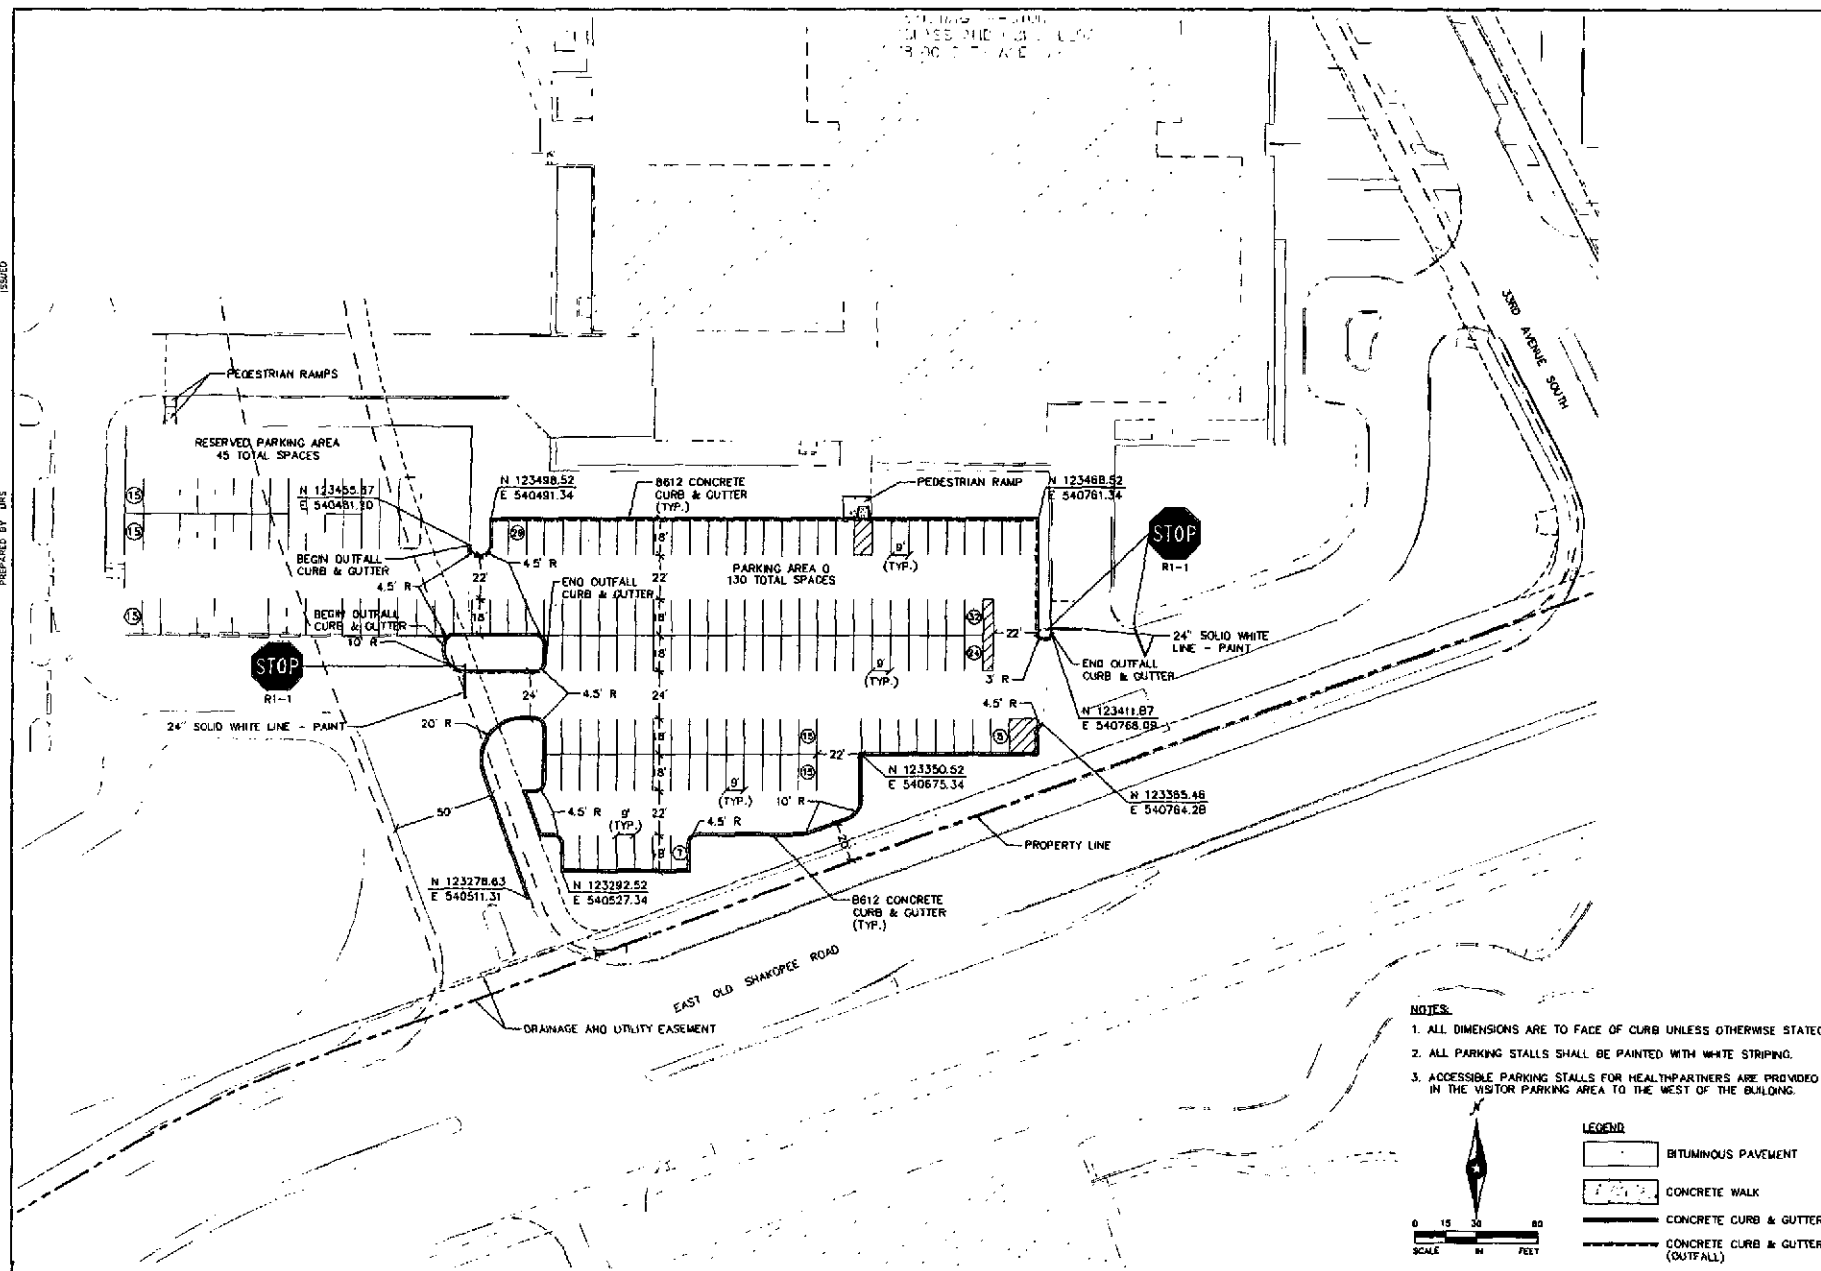 ISSUED
PREPARED BY URS
33RD AVENUE SOUTH
PEDESTRIAN RAMPS
RESERVED PARKING AREA
45 TOTAL SPACES
15
15
15
N 123455.67
E 540481.20
N 123498.52
E 540491.34
B612 CONCRETE
CURB & GUTTER
(TYP.)
PEDESTRIAN RAMP
N 123468.52
E 540761.34
STOP
R1-1
BEGIN OUTFALL
CURB & GUTTER
4.5' R
4.5' R
22'
18'
BEGIN OUTFALL
CURB & GUTTER
10' R
END OUTFALL
CURB & GUTTER
18'
22'
18'
18'
24'
18'
18'
22'
18'
PARKING AREA
130 TOTAL SPACES
9'
(TYP.)
32
24
22'
24" SOLID WHITE
LINE - PAINT
END OUTFALL
CURB & GUTTER
3' R
4.5' R
N 123411.87
E 540768.09
STOP
R1-1
24" SOLID WHITE LINE - PAINT
24'
4.5' R
20' R
9'
(TYP.)
15
15
8
22'
N 123350.52
E 540675.34
N 123365.46
E 540764.28
9'
(TYP.)
10' R
4.5' R
9'
(TYP.)
4.5' R
7
50'
20'
PROPERTY LINE
N 123278.63
E 540511.31
N 123292.52
E 540527.34
B612 CONCRETE
CURB & GUTTER
(TYP.)
EAST OLD SHAKOPEE ROAD
DRAINAGE AND UTILITY EASEMENT
NOTES:
1. ALL DIMENSIONS ARE TO FACE OF CURB UNLESS OTHERWISE STATED
2. ALL PARKING STALLS SHALL BE PAINTED WITH WHITE STRIPING.
3. ACCESSIBLE PARKING STALLS FOR HEALTHPARTNERS ARE PROVIDED
IN THE VISITOR PARKING AREA TO THE WEST OF THE BUILDING.
LEGEND
BITUMINOUS PAVEMENT
CONCRETE WALK
CONCRETE CURB & GUTTER
CONCRETE CURB & GUTTER
(OUTFALL)
0 15 30 60
SCALE IN FEET